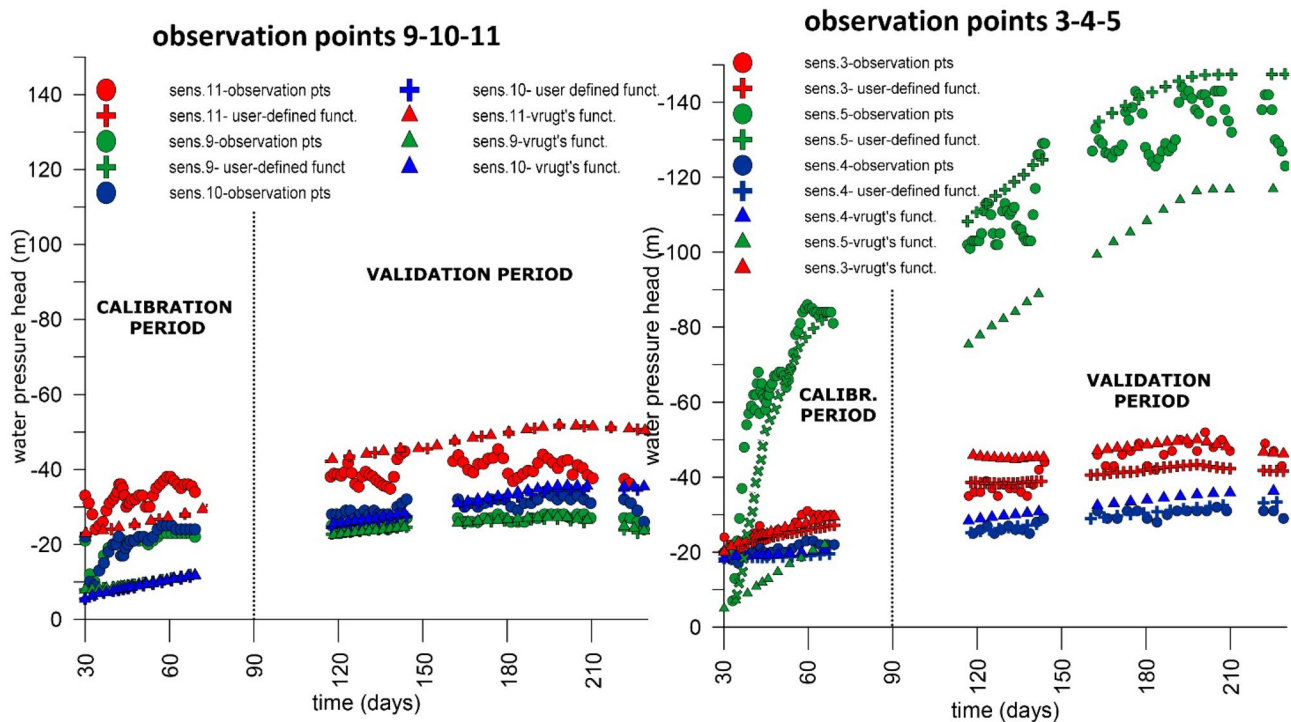 observation points 9-10-11
sens.11-observation pts
sens.11- user-defined funct.
sens.9-observation pts
sens.9- user-defined funct
sens.10-observation pts
sens.10- user defined funct.
sens.11-vrugt's funct.
sens.9-vrugt's funct.
sens.10- vrugt's funct.
water pressure head (m)
140
120
-100
-80
-60
-40
-20
0
CALIBRATION
PERIOD
VALIDATION PERIOD
30
60
90
120
150
180
210
time (days)
observation points 3-4-5
sens.3-observation pts
sens.3- user-defined funct.
sens.5-observation pts
sens.5- user-defined funct.
sens.4-observation pts
sens.4- user-defined funct.
sens.4-vrugt's funct.
sens.5-vrugt's funct.
sens.3-vrugt's funct.
water pressure head (m)
-140
-120
-100
-80
-60
-40
-20
0
CALIBR.
PERIOD
VALIDATION
PERIOD
30
60
90
120
150
180
210
time (days)